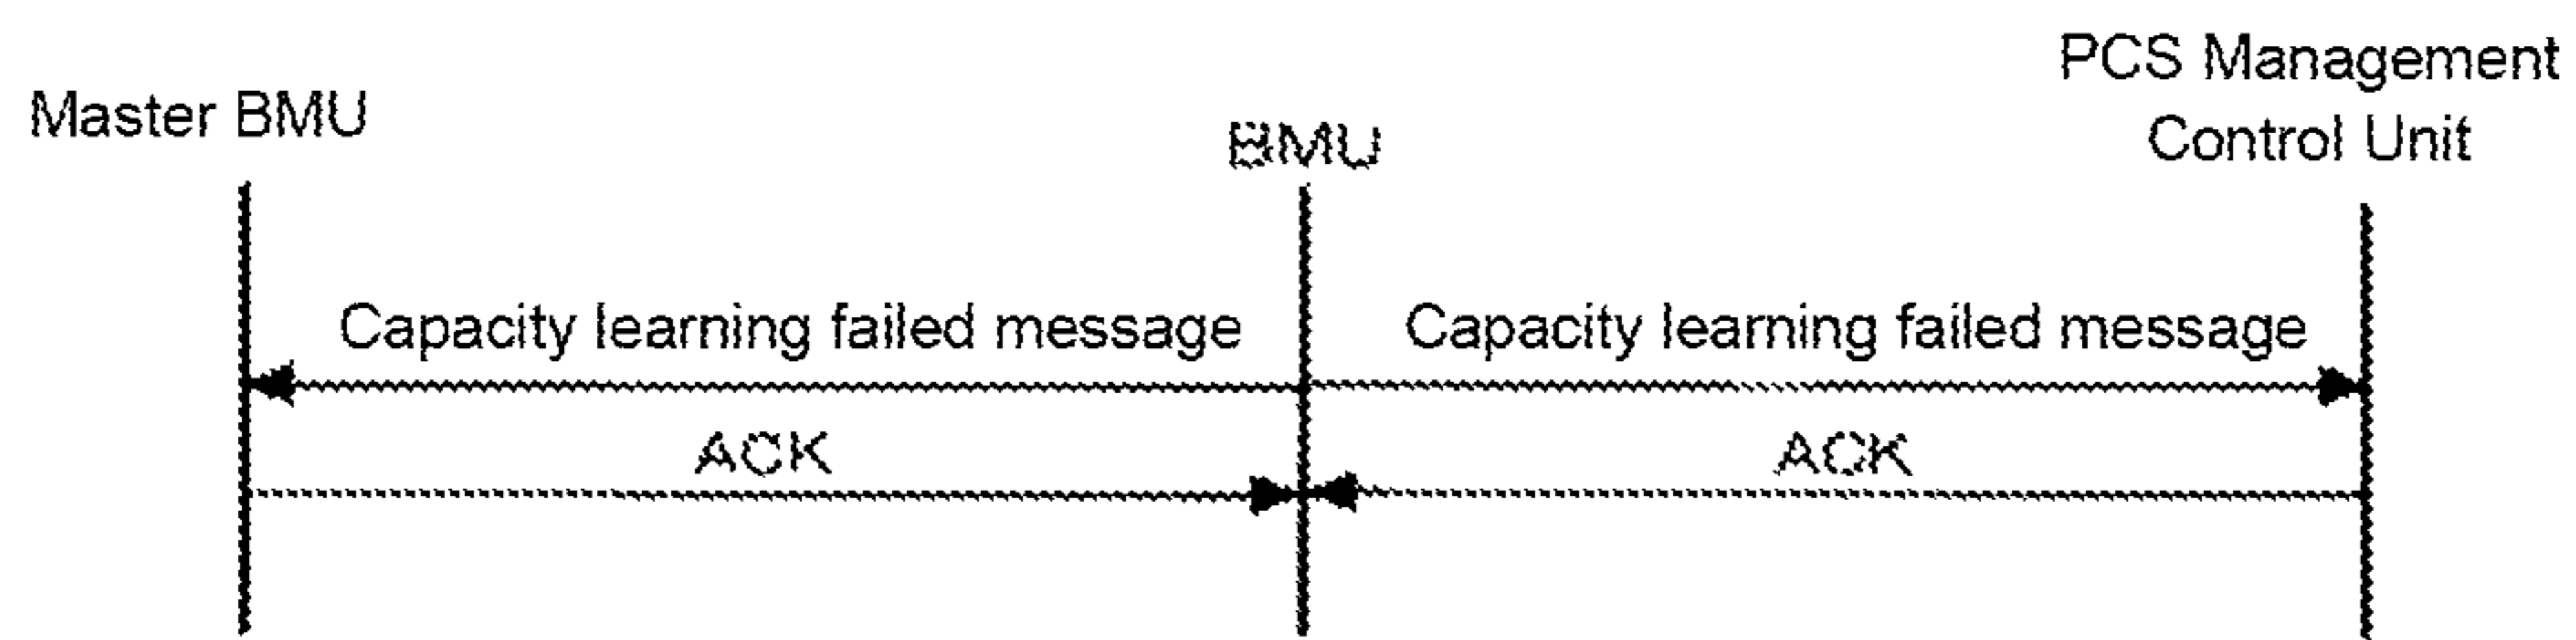 Master BMU
BMU
PCS Management
Control Unit
Capacity learning failed message
Capacity learning failed message
ACK
ACK